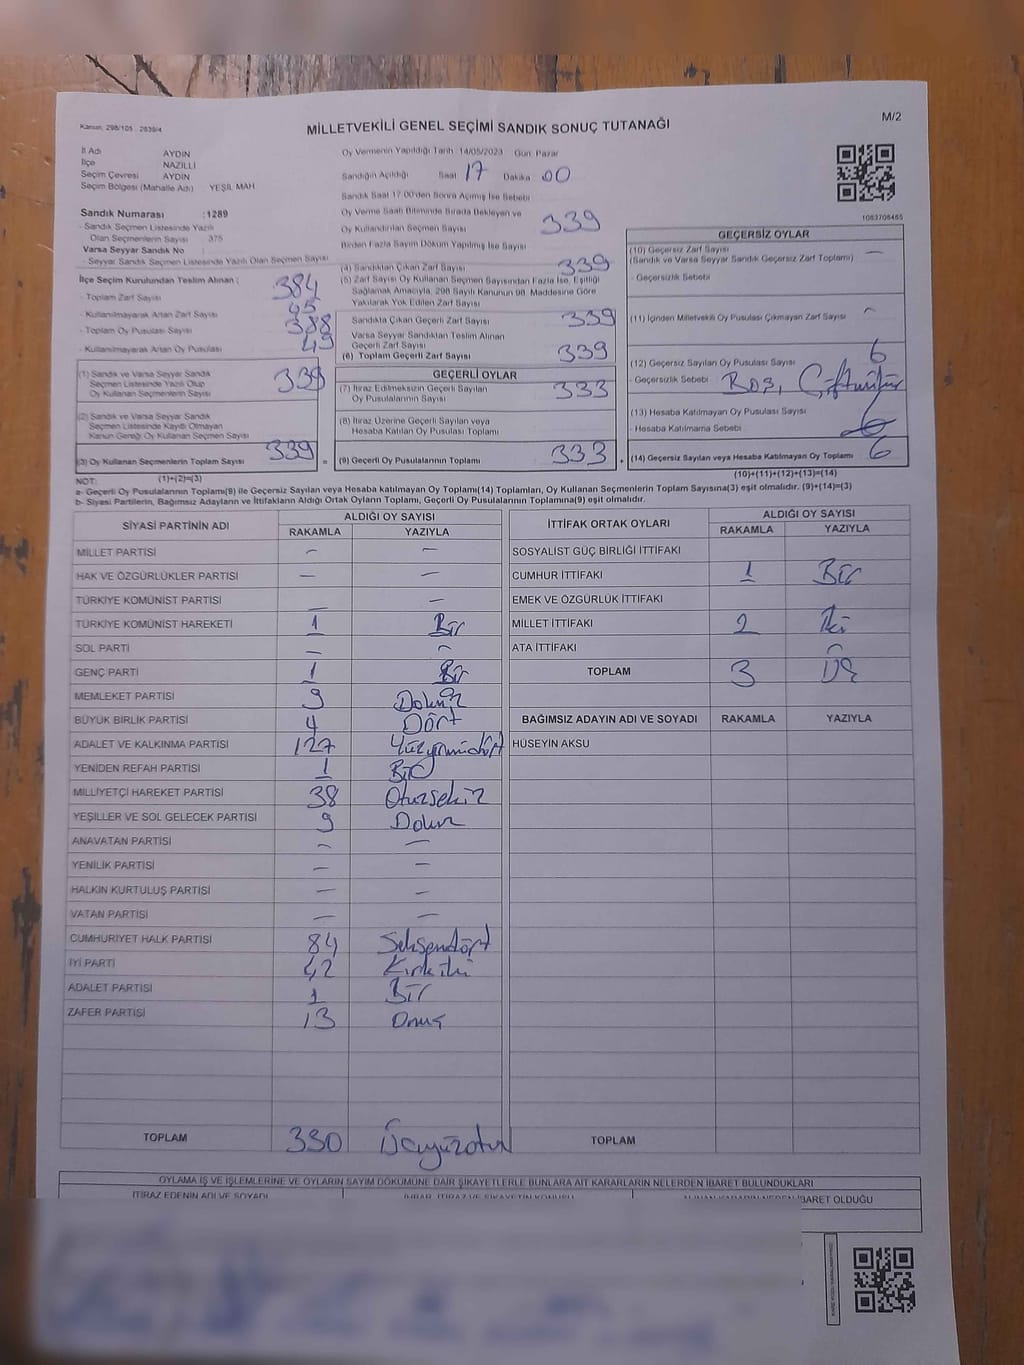 Kanun: 298/105 - 2839/4
MİLLETVEKİLİ GENEL SEÇİMİ SANDIK SONUÇ TUTANAĞI
M/2
İl Adı AYDIN
İlçe NAZİLLİ
Seçim Çevresi AYDIN
Seçim Bölgesi (Mahalle Adı) YEŞİL MAH
Sandık Numarası :1289
- Sandık Seçmen Listesinde Yazılı
Olan Seçmenlerin Sayısı 375
Varsa Seyyar Sandık No
- Seyyar Sandık Seçmen Listesinde Yazılı Olan Seçmen Sayısı
İlçe Seçim Kurulundan Teslim Alınan ;
- Toplam Zarf Sayısı 384
- Kullanılmayarak Artan Zarf Sayısı 45
- Toplam Oy Pusulası Sayısı 388
- Kullanılmayarak Artan Oy Pusulası 49
(1) Sandık ve Varsa Seyyar Sandık
Seçmen Listesinde Yazılı Olup
Oy Kullanan Seçmenlerin Sayısı 339
(2) Sandık ve Varsa Seyyar Sandık
Seçmen Listesinde Kaydı Olmayan
Kanun Gereği Oy Kullanan Seçmen Sayısı
(3) Oy Kullanan Seçmenlerin Toplam Sayısı 339 =
Oy Vermenin Yapıldığı Tarih :14/05/2023 Gün: Pazar
Sandığın Açıldığı Saat 17 Dakika :00
Sandık Saat 17.00'den Sonra Açılmış İse Sebebi
Oy Verme Saati Bitiminde Sırada Bekleyen ve
Oy Kullandırılan Seçmen Sayısı 339
Birden Fazla Sayım Döküm Yapılmış İse Sayısı
(4) Sandıktan Çıkan Zarf Sayısı 339
(5) Zarf Sayısı Oy Kullanan Seçmen Sayısından Fazla İse, Eşitliği
Sağlamak Amacıyla, 298 Sayılı Kanunun 98. Maddesine Göre
Yakılarak Yok Edilen Zarf Sayısı
Sandıkta Çıkan Geçerli Zarf Sayısı 339
Varsa Seyyar Sandıktan Teslim Alınan
Geçerli Zarf Sayısı
(6) Toplam Geçerli Zarf Sayısı 339
GEÇERLİ OYLAR
(7) İtiraz Edilmeksizin Geçerli Sayılan
Oy Pusulalarının Sayısı 333
(8) İtiraz Üzerine Geçerli Sayılan veya
Hesaba Katılan Oy Pusulalarının Toplamı
(9) Geçerli Oy Pusulalarının Toplamı 333 +
1083708465
GEÇERSİZ OYLAR
(10) Geçersiz Zarf Sayısı —
(Sandık ve Varsa Seyyar Sandık Geçersiz Zarf Toplamı)
- Geçersizlik Sebebi
(11) İçinden Milletvekili Oy Pusulası Çıkmayan Zarf Sayısı —
(12) Geçersiz Sayılan Oy Pusulası Sayısı 6
- Geçersizlik Sebebi Boş,
(13) Hesaba Katılmayan Oy Pusulası Sayısı
- Hesaba Katılmama Sebebi
(14) Geçersiz Sayılan veya Hesaba Katılmayan Oy Toplamı 6
NOT: (1)+(2)=(3)
(10)+(11)+(12)+(13)=(14)
a- Geçerli Oy Pusulalarının Toplamı(9) ile Geçersiz Sayılan veya Hesaba katılmayan Oy Toplamı(14) Toplamları, Oy Kullanan Seçmenlerin Toplam Sayısına(3) eşit olmalıdır. (9)+(14)=(3)
b- Siyasi Partilerin, Bağımsız Adayların ve İttifakların Aldığı Ortak Oyların Toplamı, Geçerli Oy Pusulalarının Toplamına(9) eşit olmalıdır.
SİYASİ PARTİNİN ADI ALDIĞI OY SAYISI
RAKAMLA YAZIYLA
MİLLET PARTİSİ — —
HAK VE ÖZGÜRLÜKLER PARTİSİ — —
TÜRKİYE KOMÜNİST PARTİSİ — —
TÜRKİYE KOMÜNİST HAREKETİ 1 Bir
SOL PARTİ — —
GENÇ PARTİ 1 Bir
MEMLEKET PARTİSİ 9 Dokuz
BÜYÜK BİRLİK PARTİSİ 4 Dört
ADALET VE KALKINMA PARTİSİ 127
YENİDEN REFAH PARTİSİ 1 Bir
MİLLİYETÇİ HAREKET PARTİSİ 38 Otuzsekiz
YEŞİLLER VE SOL GELECEK PARTİSİ 9 Dokuz
ANAVATAN PARTİSİ — —
YENİLİK PARTİSİ — —
HALKIN KURTULUŞ PARTİSİ — —
VATAN PARTİSİ — —
CUMHURİYET HALK PARTİSİ 84 Seksendört
İYİ PARTİ 42 Kırkiki
ADALET PARTİSİ 1 Bir
ZAFER PARTİSİ 13 Onüç
TOPLAM 330 Üçyüzotuz
İTTİFAK ORTAK OYLARI ALDIĞI OY SAYISI
RAKAMLA YAZIYLA
SOSYALİST GÜÇ BİRLİĞİ İTTİFAKI
CUMHUR İTTİFAKI 1 Bir
EMEK VE ÖZGÜRLÜK İTTİFAKI
MİLLET İTTİFAKI 2 İki
ATA İTTİFAKI —
TOPLAM 3 Üç
BAĞIMSIZ ADAYIN ADI VE SOYADI RAKAMLA YAZIYLA
HÜSEYİN AKSU
TOPLAM
OYLAMA İŞ VE İŞLEMLERİNE VE OYLARIN SAYIM DÖKÜMÜNE DAİR ŞİKAYETLERLE BUNLARA AİT KARARLARIN NELERDEN İBARET BULUNDUKLARI
İTİRAZ EDENİN ADI VE SOYADI İHBAR, İTİRAZ VE ŞİKAYETİN KONUSU ALINAN KARARIN NEDEN İBARET OLDUĞU